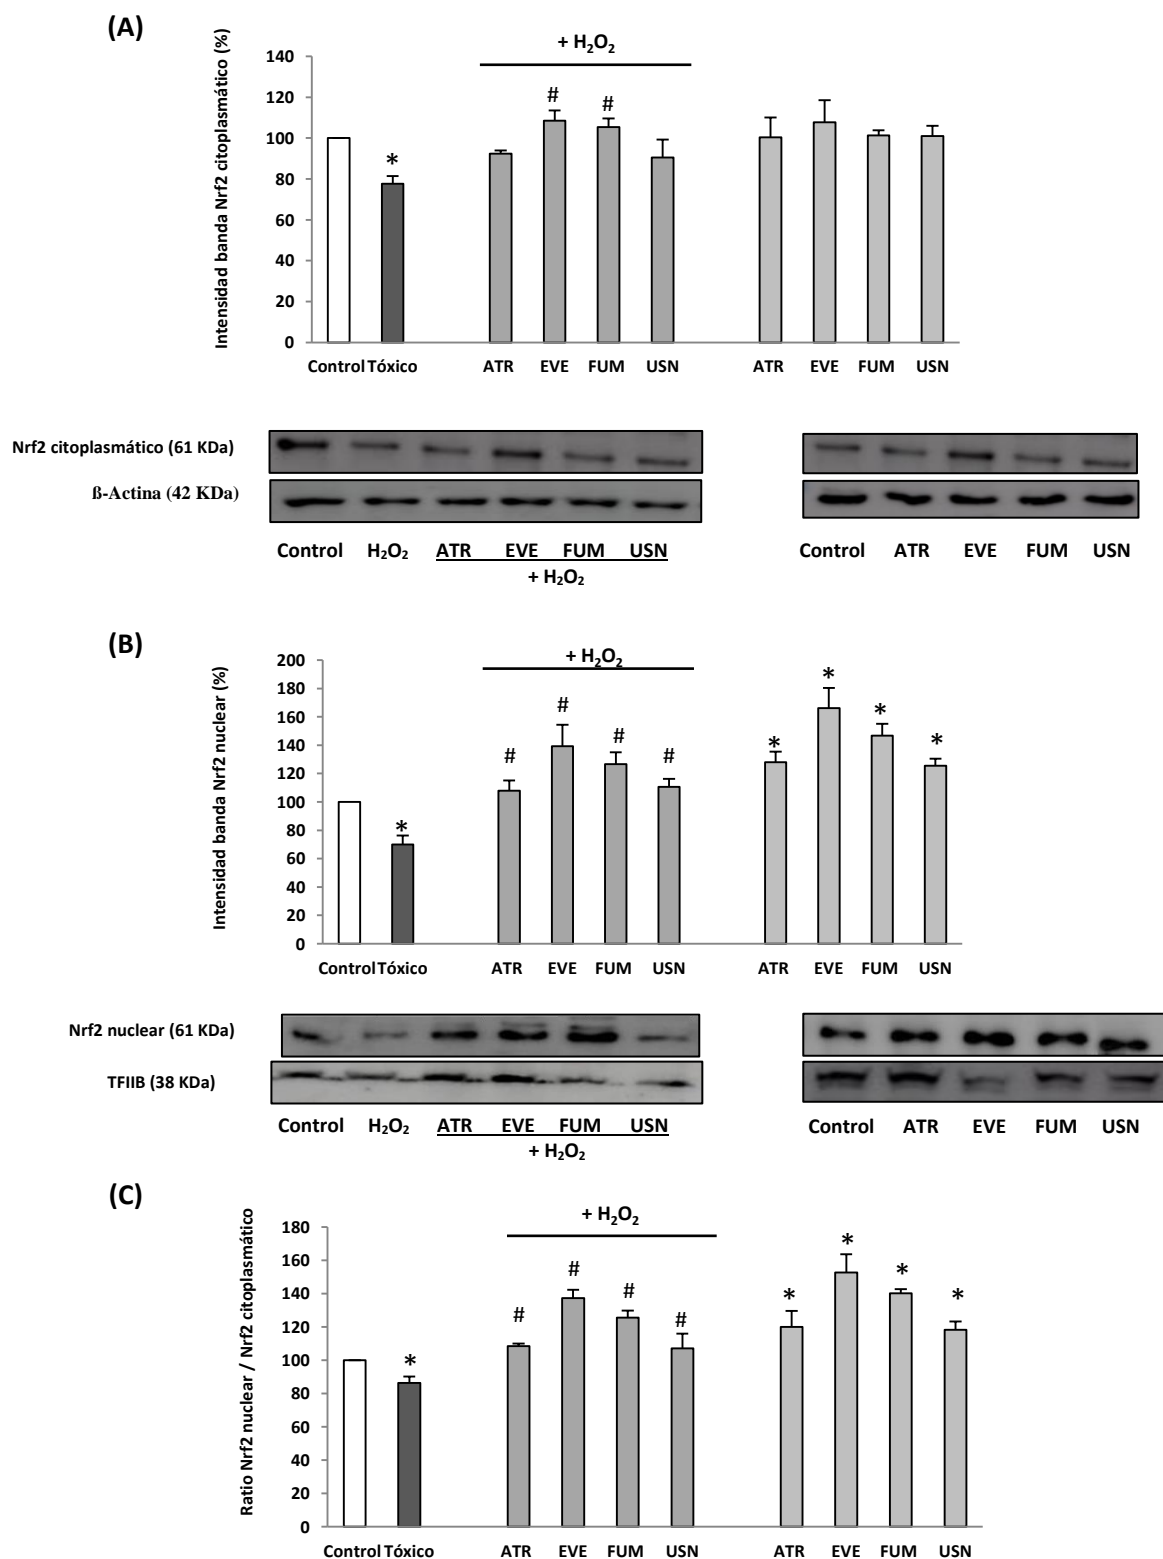 (A)
Intensidad banda Nrf2 citoplasmático (%)
+ H₂O₂
140
120
100
80
60
40
20
0
*
#
#
Control Tóxico ATR EVE FUM USN ATR EVE FUM USN
Nrf2 citoplasmático (61 KDa)
ß-Actina (42 KDa)
Control H₂O₂ ATR EVE FUM USN Control ATR EVE FUM USN
+ H₂O₂
(B)
Intensidad banda Nrf2 nuclear (%)
+ H₂O₂
200
180
160
140
120
100
80
60
40
20
0
*
#
#
#
#
*
*
*
*
Control Tóxico ATR EVE FUM USN ATR EVE FUM USN
Nrf2 nuclear (61 KDa)
TFIIB (38 KDa)
Control H₂O₂ ATR EVE FUM USN Control ATR EVE FUM USN
+ H₂O₂
(C)
Ratio Nrf2 nuclear / Nrf2 citoplasmático
+ H₂O₂
180
160
140
120
100
80
60
40
20
0
*
#
#
#
#
*
*
*
*
Control Tóxico ATR EVE FUM USN ATR EVE FUM USN